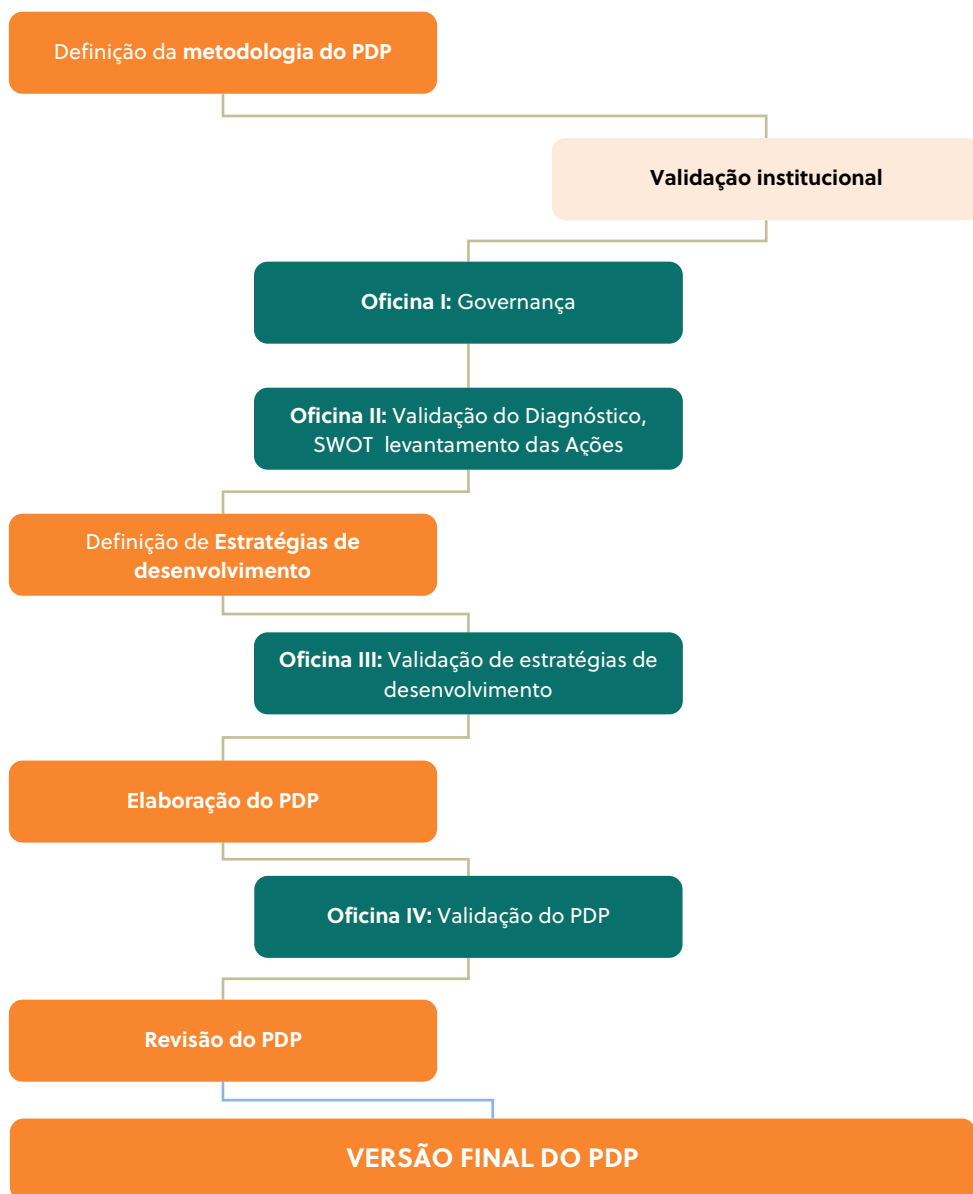 Definição da metodologia do PDP
Validação institucional
Oficina I: Governança
Oficina II: Validação do Diagnóstico,
SWOT levantamento das Ações
Definição de Estratégias de
desenvolvimento
Oficina III: Validação de estratégias de
desenvolvimento
Elaboração do PDP
Oficina IV: Validação do PDP
Revisão do PDP
VERSÃO FINAL DO PDP